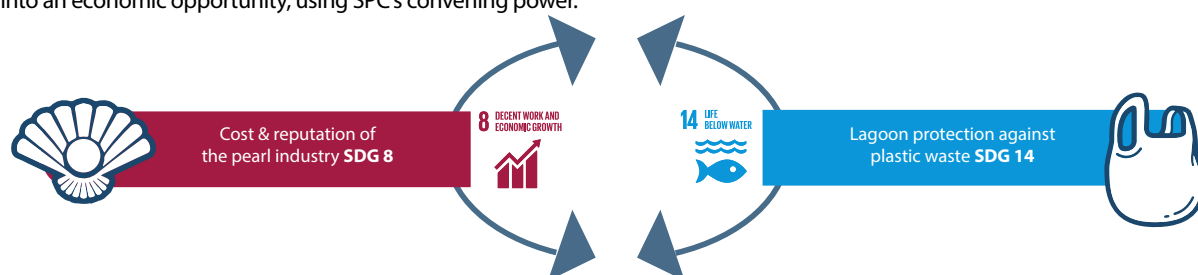 into an economic opportunity, using SPC's convening power.
Cost & reputation of
the pearl industry SDG 8
8 DECENT WORK AND
ECONOMIC GROWTH
14 LIFE
BELOW WATER
Lagoon protection against
plastic waste SDG 14